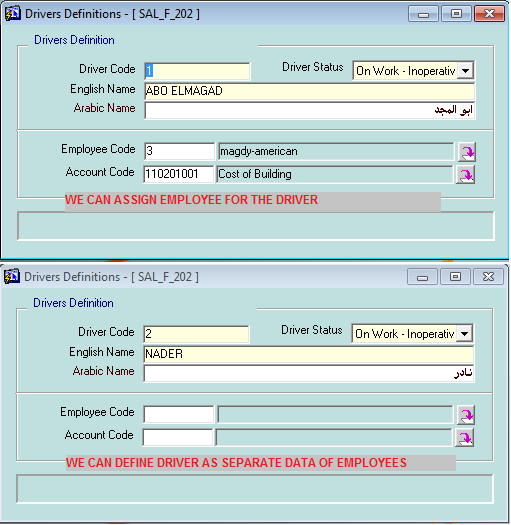 Drivers Definitions - [ SAL_F_202 ]
Drivers Definition
Driver Code 1 Driver Status On Work - Inoperativ
English Name ABO ELMAGAD
Arabic Name ابو المجد
Employee Code 3 magdy-american
Account Code 110201001 Cost of Building
WE CAN ASSIGN EMPLOYEE FOR THE DRIVER
Drivers Definitions - [ SAL_F_202 ]
Drivers Definition
Driver Code 2 Driver Status On Work - Inoperativ
English Name NADER
Arabic Name نادر
Employee Code
Account Code
WE CAN DEFINE DRIVER AS SEPARATE DATA OF EMPLOYEES